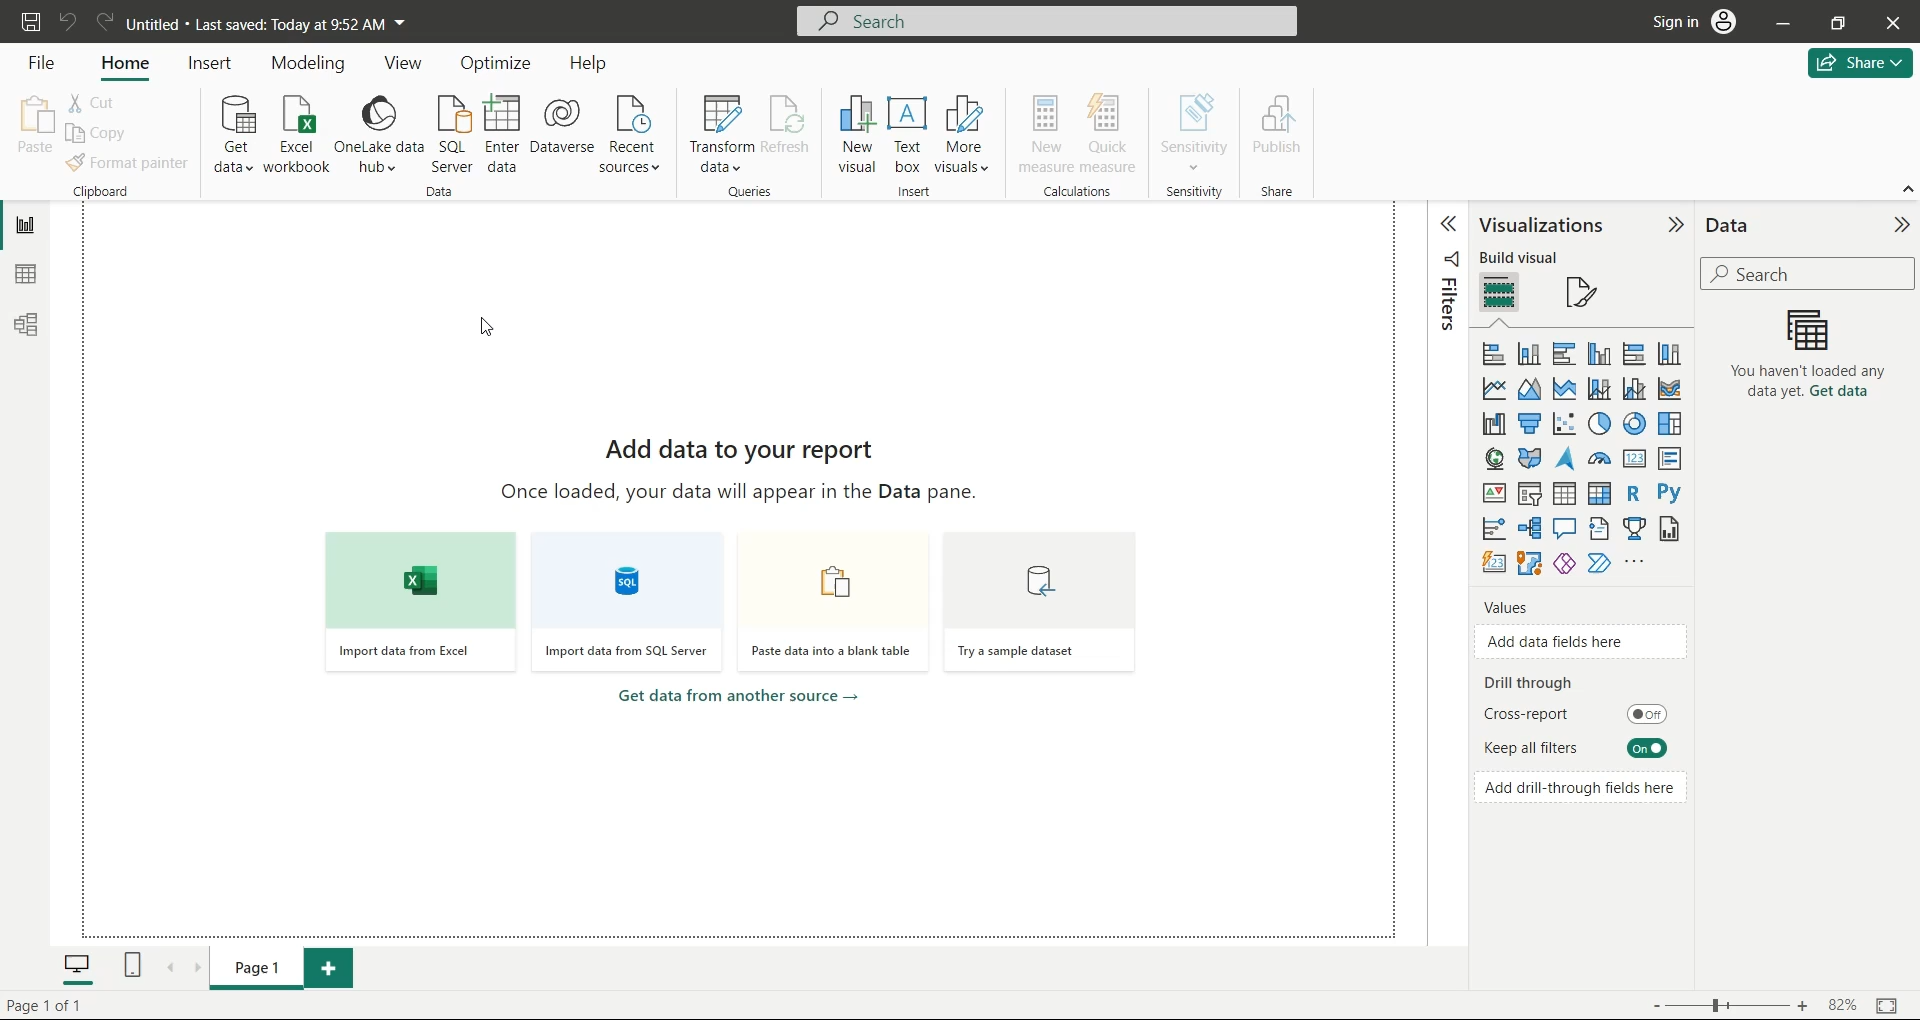 Untitled • Last saved: Today at 9:52 AM
Search
Sign in
File
Home
Insert
Modeling
View
Optimize
Help
Share
Paste
Cut
Copy
Format painter
Clipboard
Get
data
Excel
workbook
OneLake data
hub
SQL
Server
Enter
data
Dataverse
Recent
sources
Data
Transform
data
Refresh
Queries
New
visual
A
Text
box
More
visuals
Insert
New
measure
Quick
measure
Calculations
Sensitivity
Sensitivity
Publish
Share
Add data to your report
Once loaded, your data will appear in the Data pane.
X
SQL
Import data from Excel
Import data from SQL Server
Paste data into a blank table
Try a sample dataset
Get data from another source →
Filters
Visualizations
Build visual
123
R
Py
123
...
Values
Add data fields here
Drill through
Cross-report
Off
Keep all filters
On
Add drill-through fields here
Data
Search
You haven't loaded any
data yet. Get data
Page 1
+
Page 1 of 1
-
+
82%